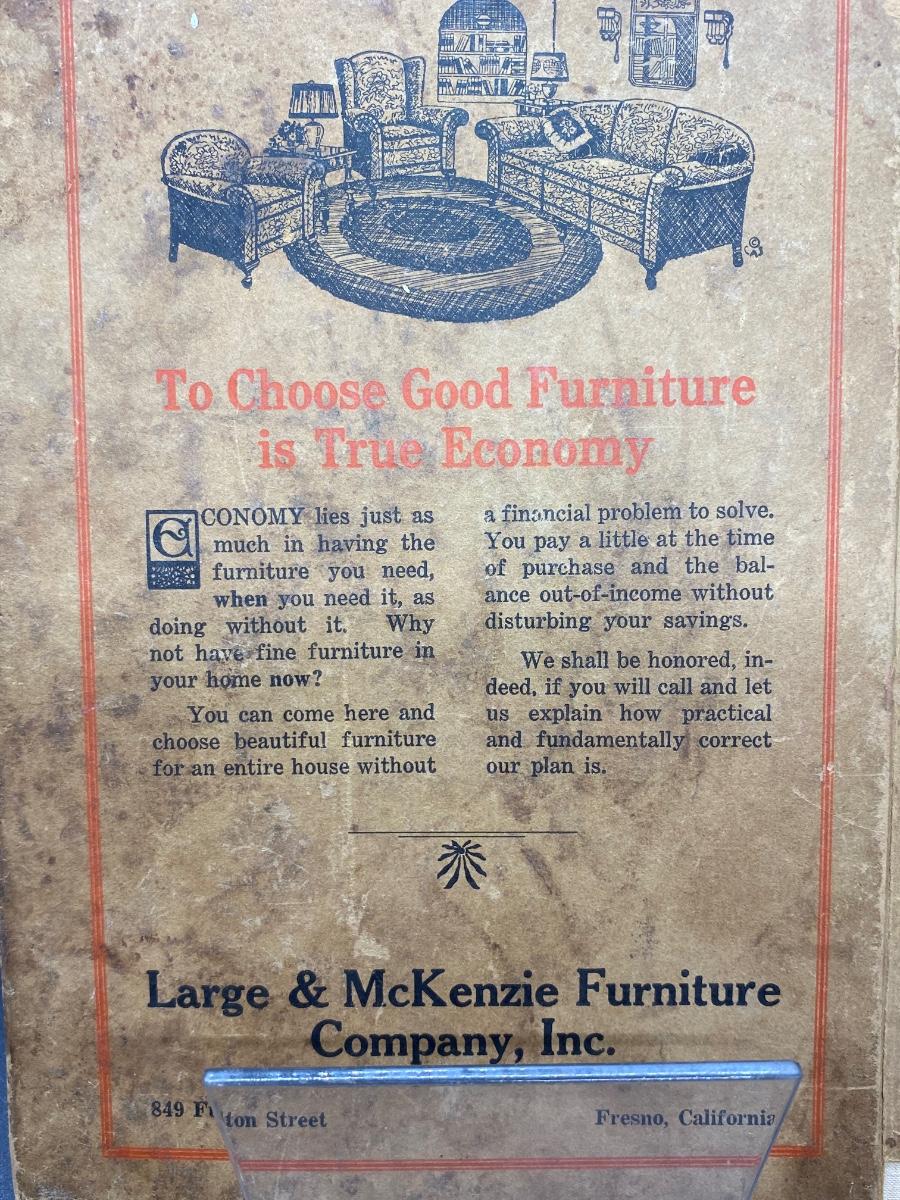 To Choose Good Furniture
is True Economy
ECONOMY lies just as
much in having the
furniture you need,
when you need it, as
doing without it. Why
not have fine furniture in
your home now?
You can come here and
choose beautiful furniture
for an entire house without
a financial problem to solve.
You pay a little at the time
of purchase and the bal-
ance out-of-income without
disturbing your savings.
We shall be honored, in-
deed, if you will call and let
us explain how practical
and fundamentally correct
our plan is.
Large & McKenzie Furniture
Company, Inc.
849 Fulton Street Fresno, California